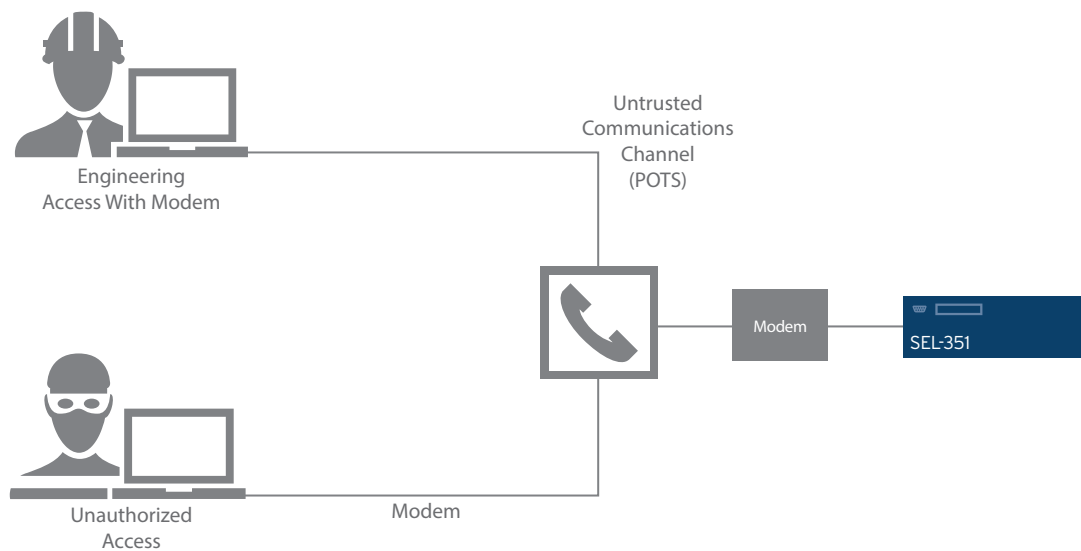 Engineering
Access With Modem
Untrusted
Communications
Channel
(POTS)
Modem
SEL-351
Unauthorized
Access
Modem